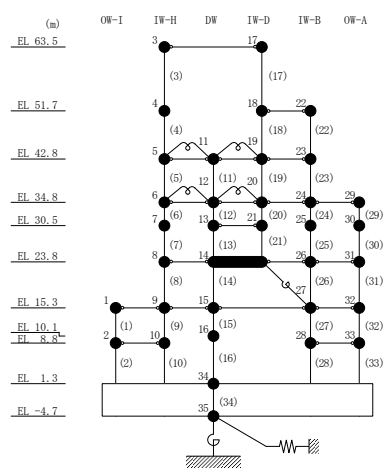 (m) OW-I IW-H DW IW-D IW-B OW-A
EL 63.5 3 17
(3) (17)
EL 51.7 4 18 22
(4) 11 19 (18) (22)
EL 42.8 5 23
(5) 12 (11) 20 (19) (23)
EL 34.8 6 24 29
(6) (12) (20) (24) (29)
EL 30.5 7 13 21 25 30
(7) (13) (21) (25) (30)
EL 23.8 8 14 26 31
(8) (14) 27 (26) (31)
EL 15.3 1 9 15 32
(1) (9) (15) (27) (32)
EL 10.1 16
EL 8.8 2 10 28 33
(2) (10) (16) (28) (33)
EL 1.3 34
(34)
EL -4.7 35